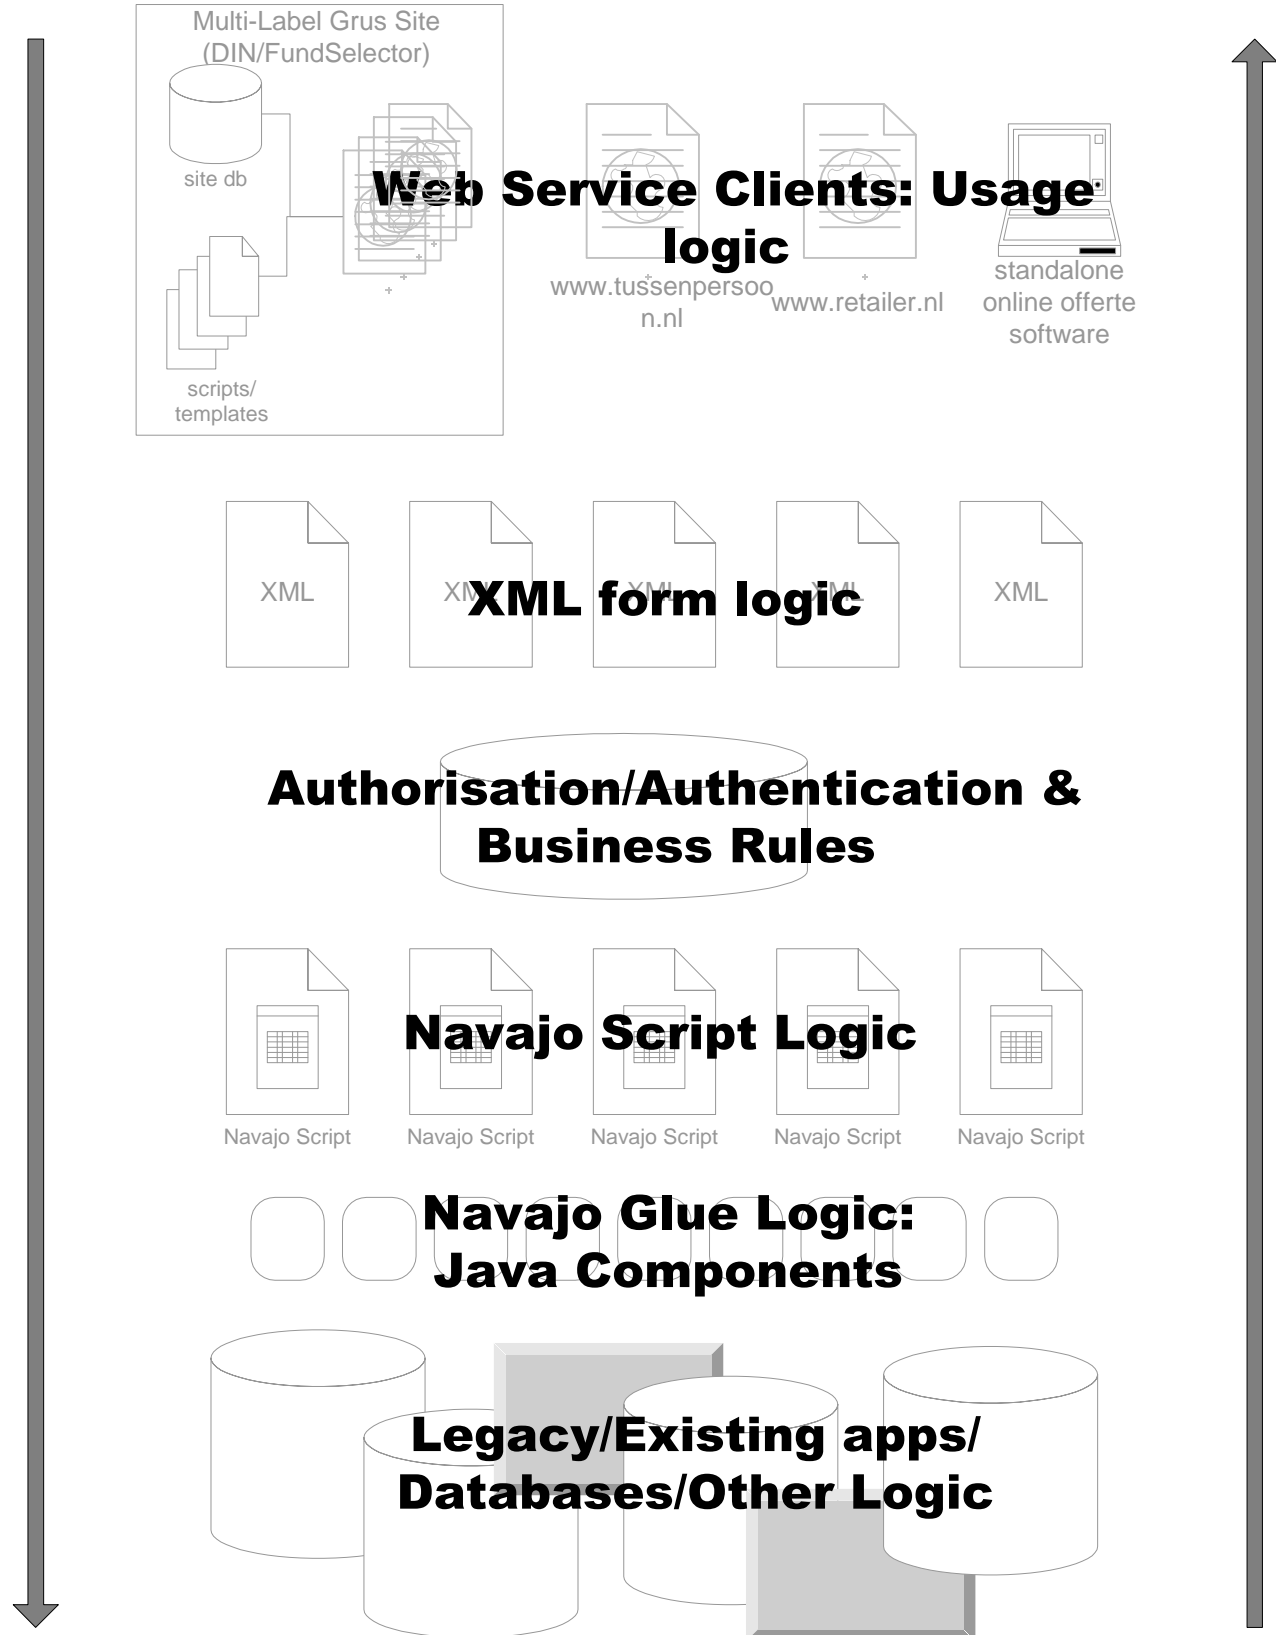 Multi-Label Grus Site
(DIN/FundSelector)
site db
scripts/
templates
Web Service Clients: Usage
logic
www.tussenpersoo
n.nl
www.retailer.nl
standalone
online offerte
software
XML
XML
XML
XML
XML
XML form logic
Authorisation/Authentication &
Business Rules
Navajo Script Logic
Navajo Script
Navajo Script
Navajo Script
Navajo Script
Navajo Script
Navajo Glue Logic:
Java Components
Legacy/Existing apps/
Databases/Other Logic